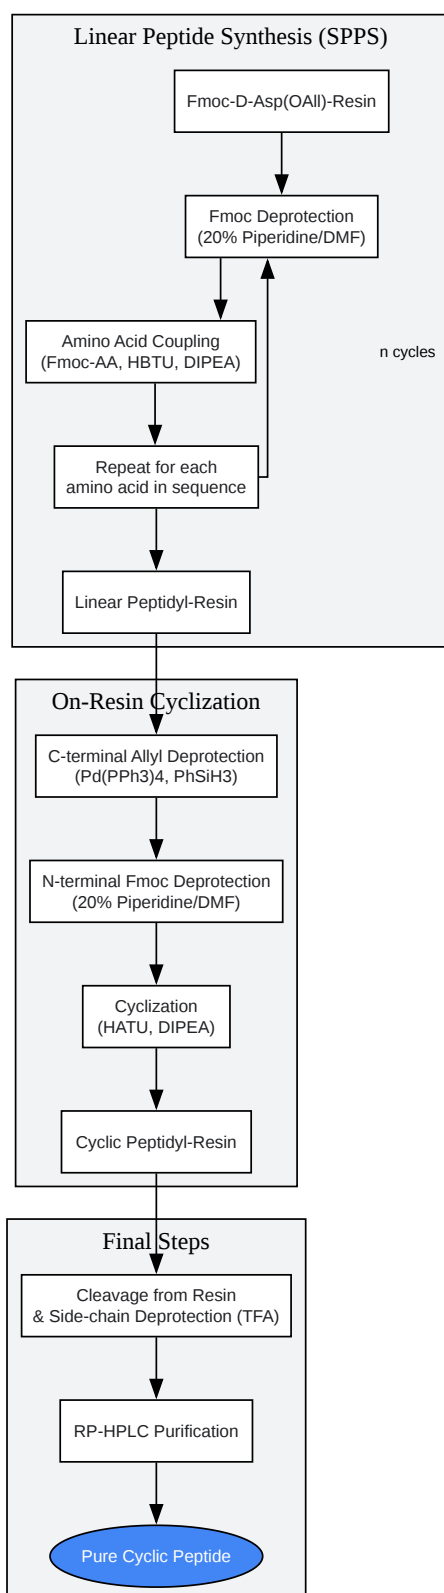 Linear Peptide Synthesis (SPPS)
Fmoc-D-Asp(OAll)-Resin
Fmoc Deprotection
(20% Piperidine/DMF)
Amino Acid Coupling
(Fmoc-AA, HBTU, DIPEA)
n cycles
Repeat for each
amino acid in sequence
Linear Peptidyl-Resin
On-Resin Cyclization
C-terminal Allyl Deprotection
(Pd(PPh3)4, PhSiH3)
N-terminal Fmoc Deprotection
(20% Piperidine/DMF)
Cyclization
(HATU, DIPEA)
Cyclic Peptidyl-Resin
Final Steps
Cleavage from Resin
& Side-chain Deprotection (TFA)
RP-HPLC Purification
Pure Cyclic Peptide